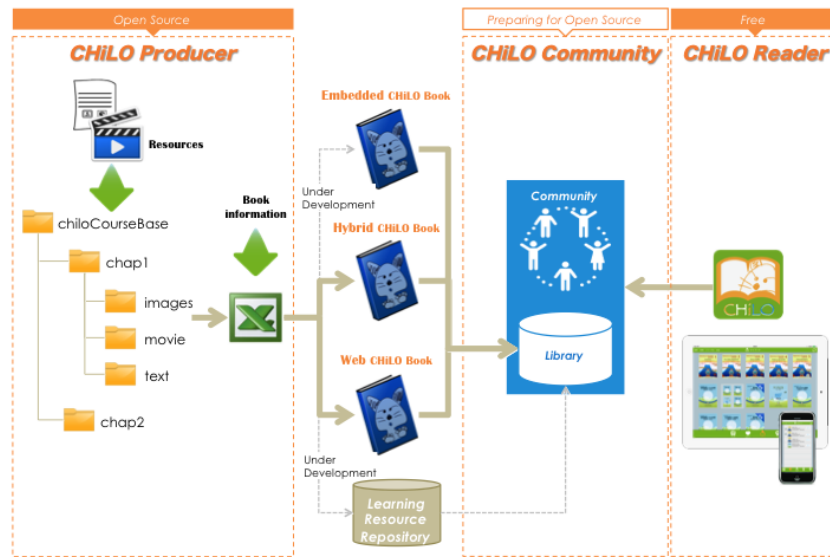 Open Source
Preparing for Open Source
Free
CHiLO Producer
CHiLO Community
CHiLO Reader
Resources
chiloCourseBase
chap1
images
movie
text
chap2
Book
information
Embedded CHiLO Book
Under
Development
Hybrid CHiLO Book
Web CHiLO Book
Under
Development
Learning
Resource
Repository
Community
Library
CHiLO